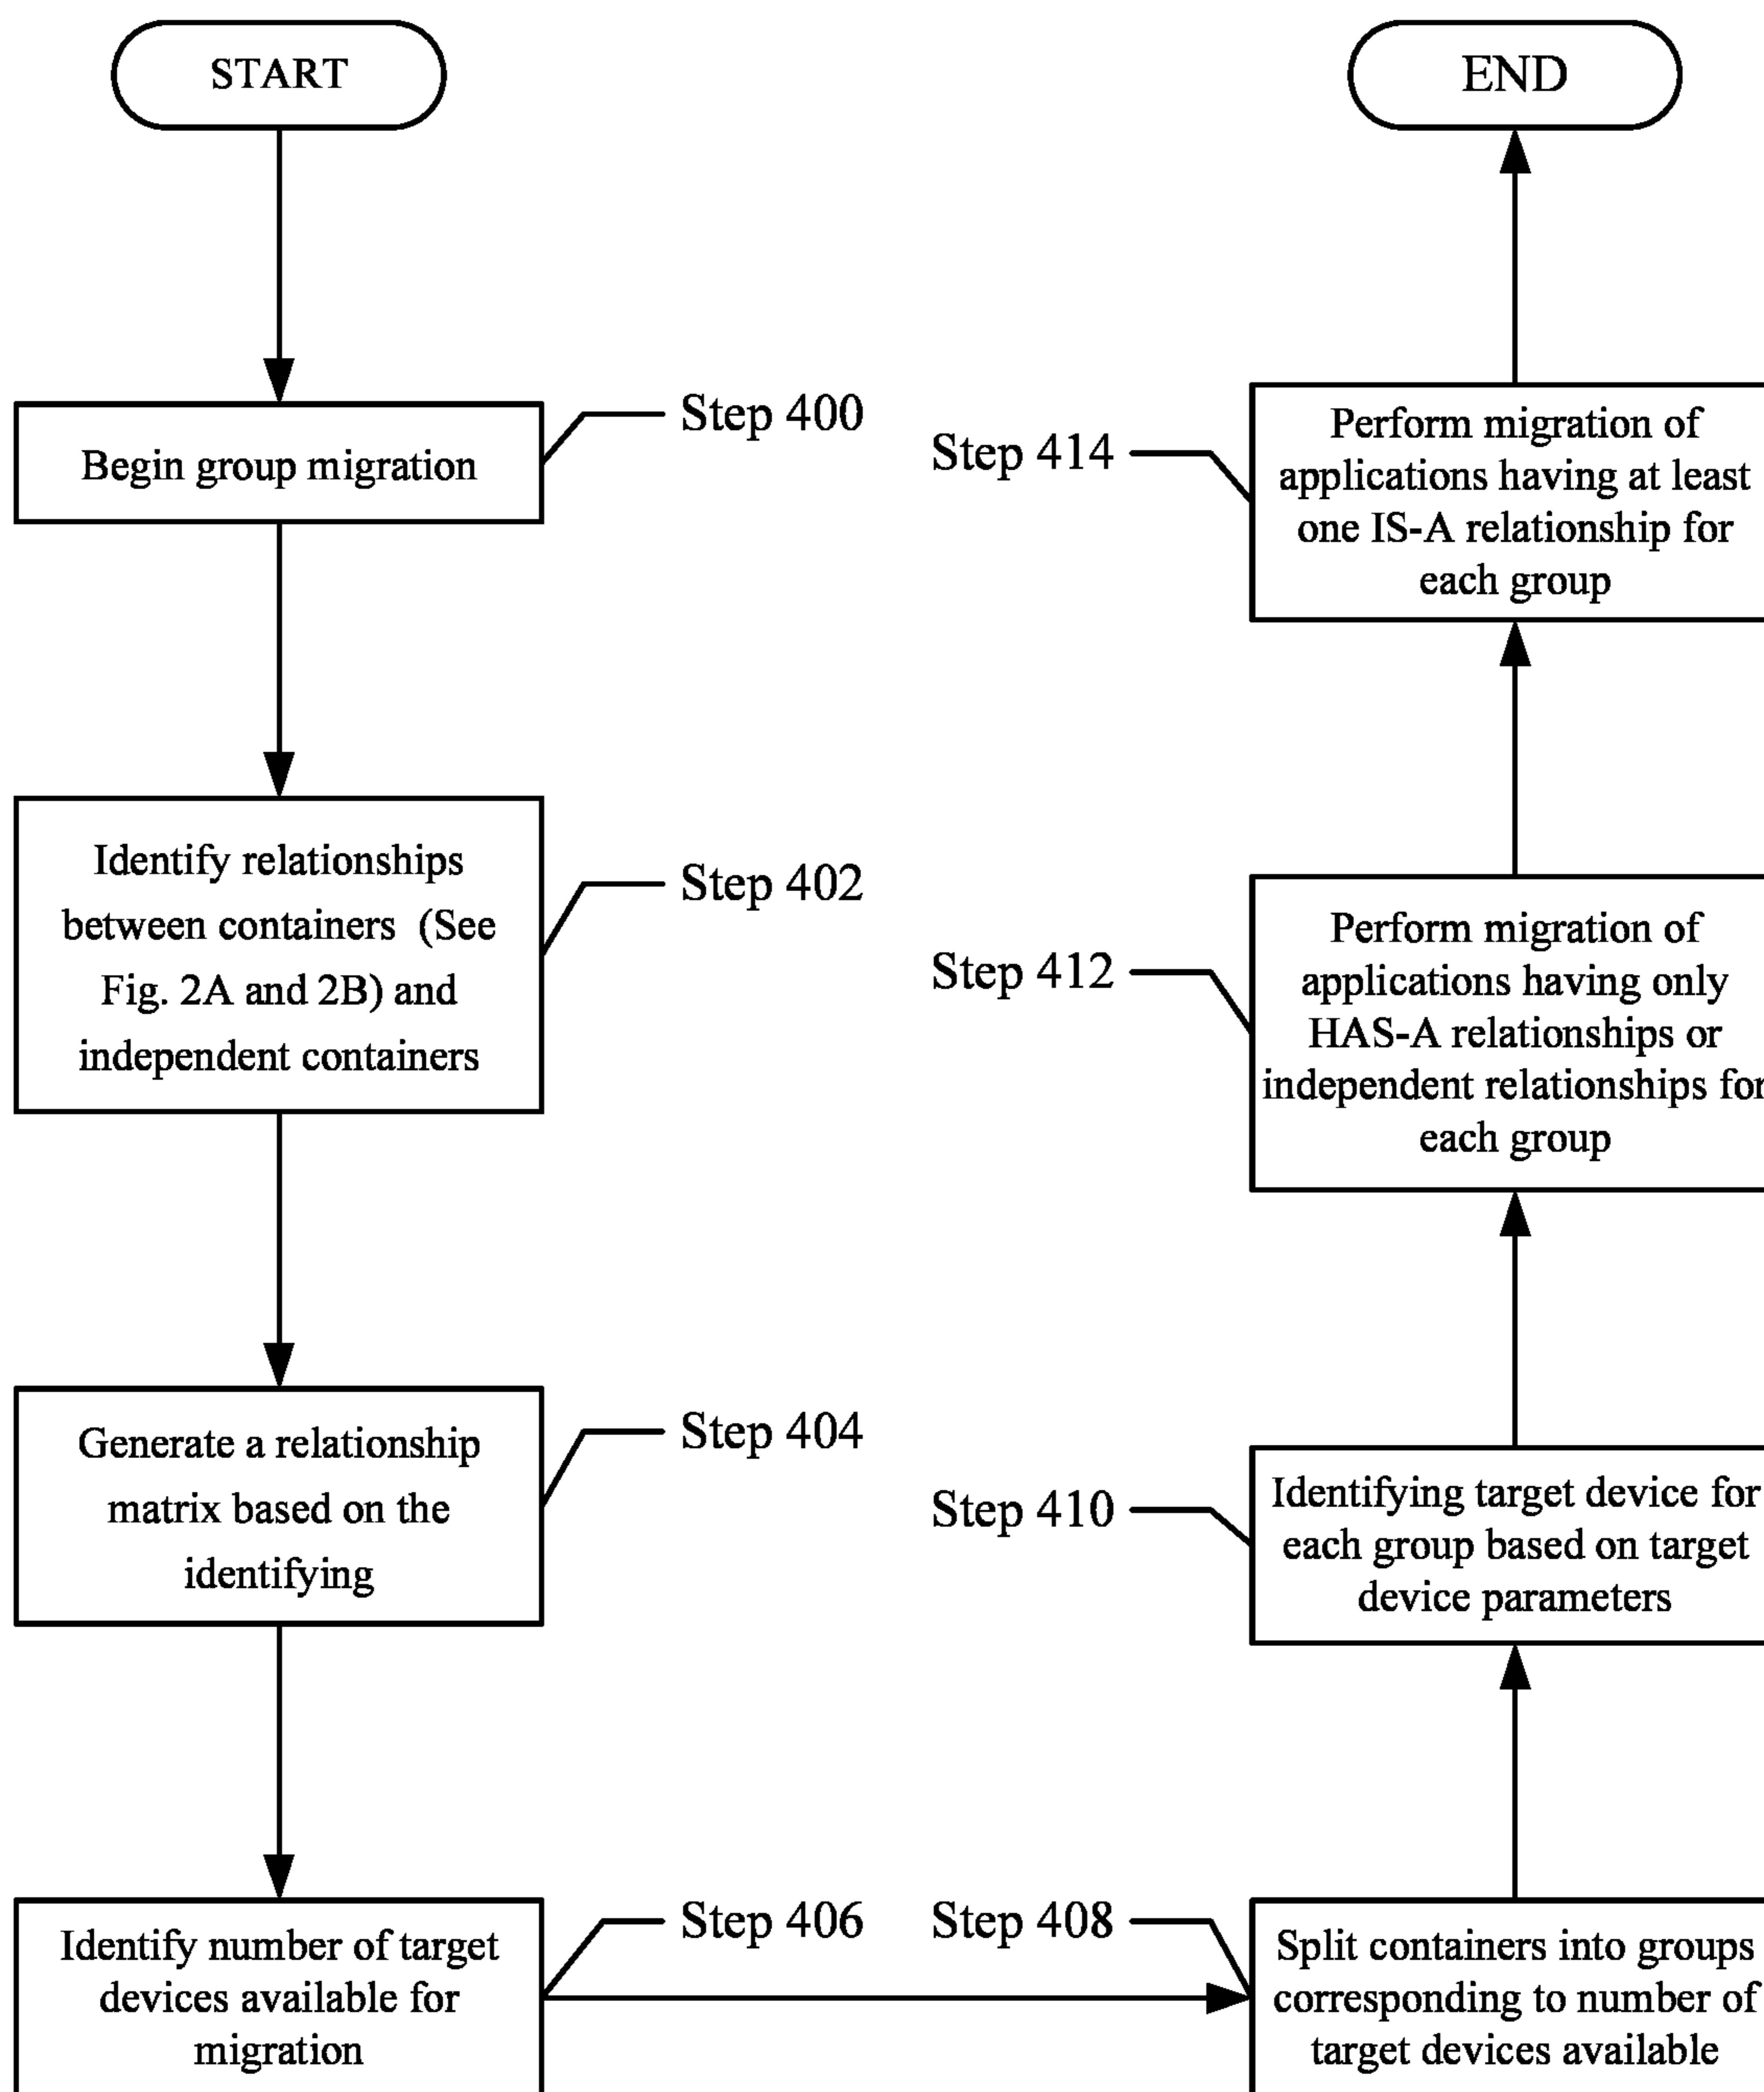 START
Begin group migration
Step 400
Identify relationships
between containers (See
Fig. 2A and 2B) and
independent containers
Step 402
Generate a relationship
matrix based on the
identifying
Step 404
Identify number of target
devices available for
migration
Step 406
Step 408
Split containers into groups
corresponding to number of
target devices available
Step 410
Identifying target device for
each group based on target
device parameters
Step 412
Perform migration of
applications having only
HAS-A relationships or
independent relationships for
each group
Step 414
Perform migration of
applications having at least
one IS-A relationship for
each group
END